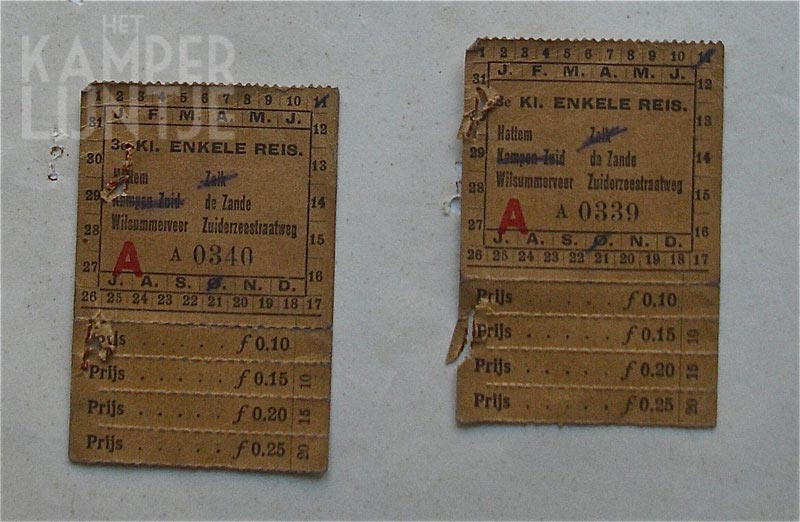 HET
KAMPER
LIJNTJE
1 2 3 4 5 6 7 8 9 10 11
J. F. M. A. M. J.
31 12
3e Kl. ENKELE REIS.
30 13
Hattem Zalk
Kampen Zuid de Zande
29 14
Wilsummerveer Zuiderzeestraatweg
28 15
A A 0340
27 16
J. A. S. O. N. D.
26 25 24 23 22 21 20 19 18 17
Prijs . . . . . f 0.10
Prijs . . . . . f 0.15 10
Prijs . . . . . f 0.20 15
Prijs . . . . . f 0.25 20
1 2 3 4 5 6 7 8 9 10 11
J. F. M. A. M. J.
31 12
3e Kl. ENKELE REIS.
13
Hattem Zalk
29 Kampen Zuid de Zande 14
Wilsummerveer Zuiderzeestraatweg
28 15
A A 0339
27 16
J. A. S. O. N. D.
26 25 24 23 22 21 20 19 18 17
Prijs . . . . . f 0.10
Prijs . . . . . f 0.15 10
Prijs . . . . . f 0.20 15
Prijs . . . . . f 0.25 20